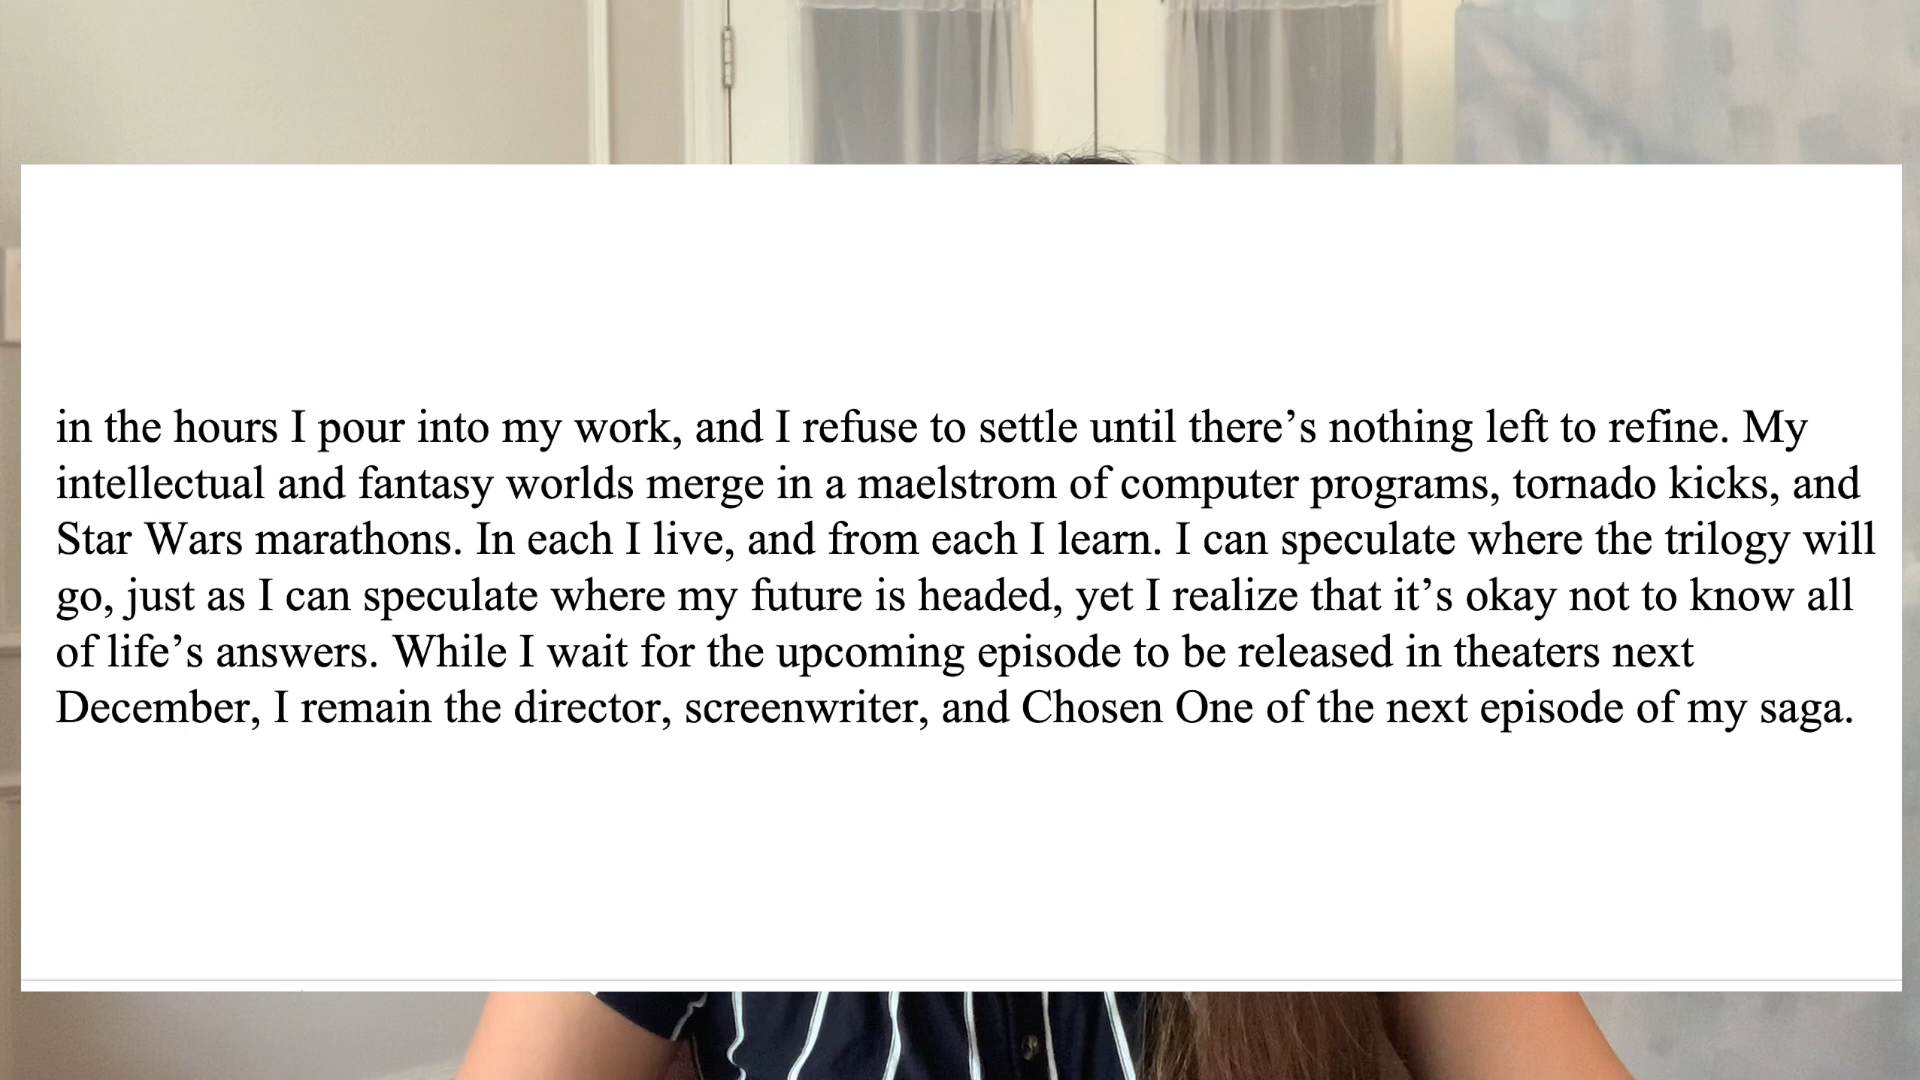 in the hours I pour into my work, and I refuse to settle until there’s nothing left to refine. My
intellectual and fantasy worlds merge in a maelstrom of computer programs, tornado kicks, and
Star Wars marathons. In each I live, and from each I learn. I can speculate where the trilogy will
go, just as I can speculate where my future is headed, yet I realize that it’s okay not to know all
of life’s answers. While I wait for the upcoming episode to be released in theaters next
December, I remain the director, screenwriter, and Chosen One of the next episode of my saga.